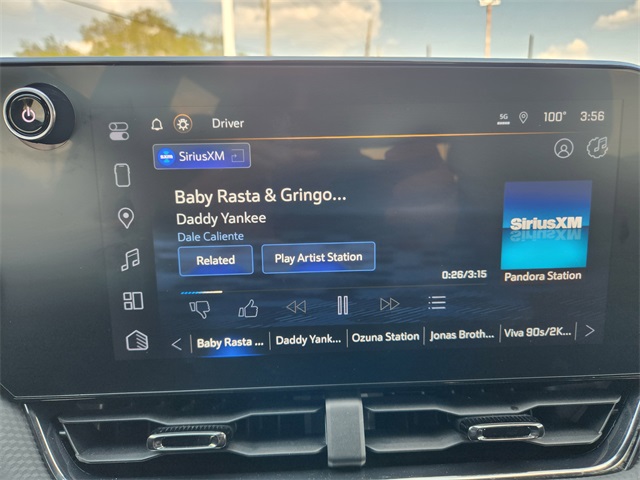 Driver
5G
100°
3:56
SiriusXM
Baby Rasta & Gringo...
Daddy Yankee
Dale Caliente
Related
Play Artist Station
0:26/3:15
SiriusXM
Pandora Station
Baby Rasta ...
Daddy Yank...
Ozuna Station
Jonas Broth...
Viva 90s/2K...